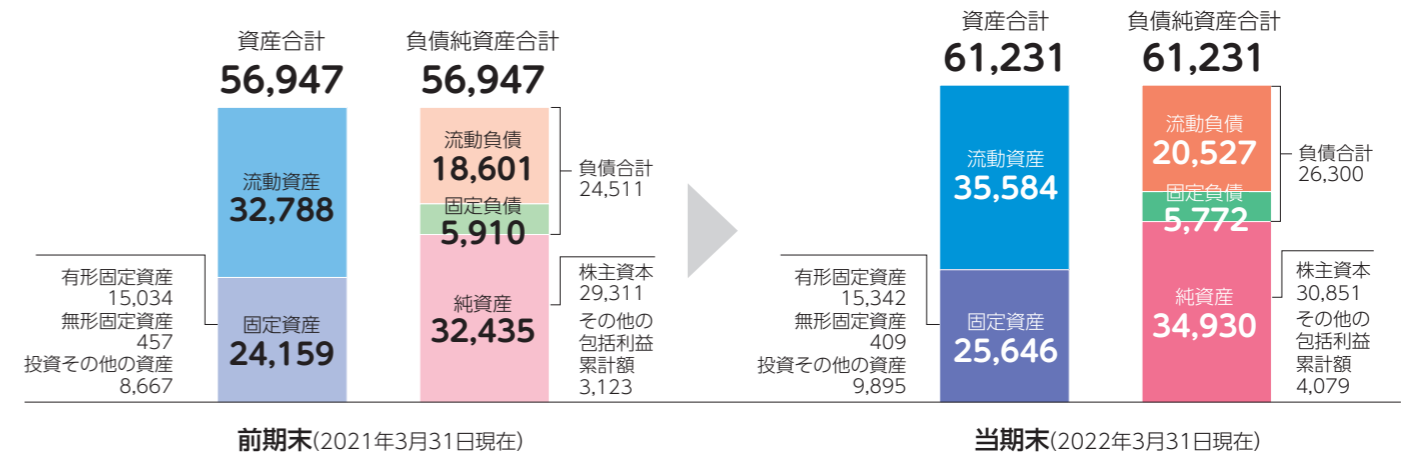 資産合計
56,947
負債純資産合計
56,947
流動資産
32,788
流動負債
18,601
固定負債
5,910
負債合計
24,511
有形固定資産
15,034
無形固定資産
457
投資その他の資産
8,667
固定資産
24,159
純資産
32,435
株主資本
29,311
その他の
包括利益
累計額
3,123
前期末(2021年3月31日現在)
資産合計
61,231
負債純資産合計
61,231
流動資産
35,584
流動負債
20,527
固定負債
5,772
負債合計
26,300
有形固定資産
15,342
無形固定資産
409
投資その他の資産
9,895
固定資産
25,646
純資産
34,930
株主資本
30,851
その他の
包括利益
累計額
4,079
当期末(2022年3月31日現在)